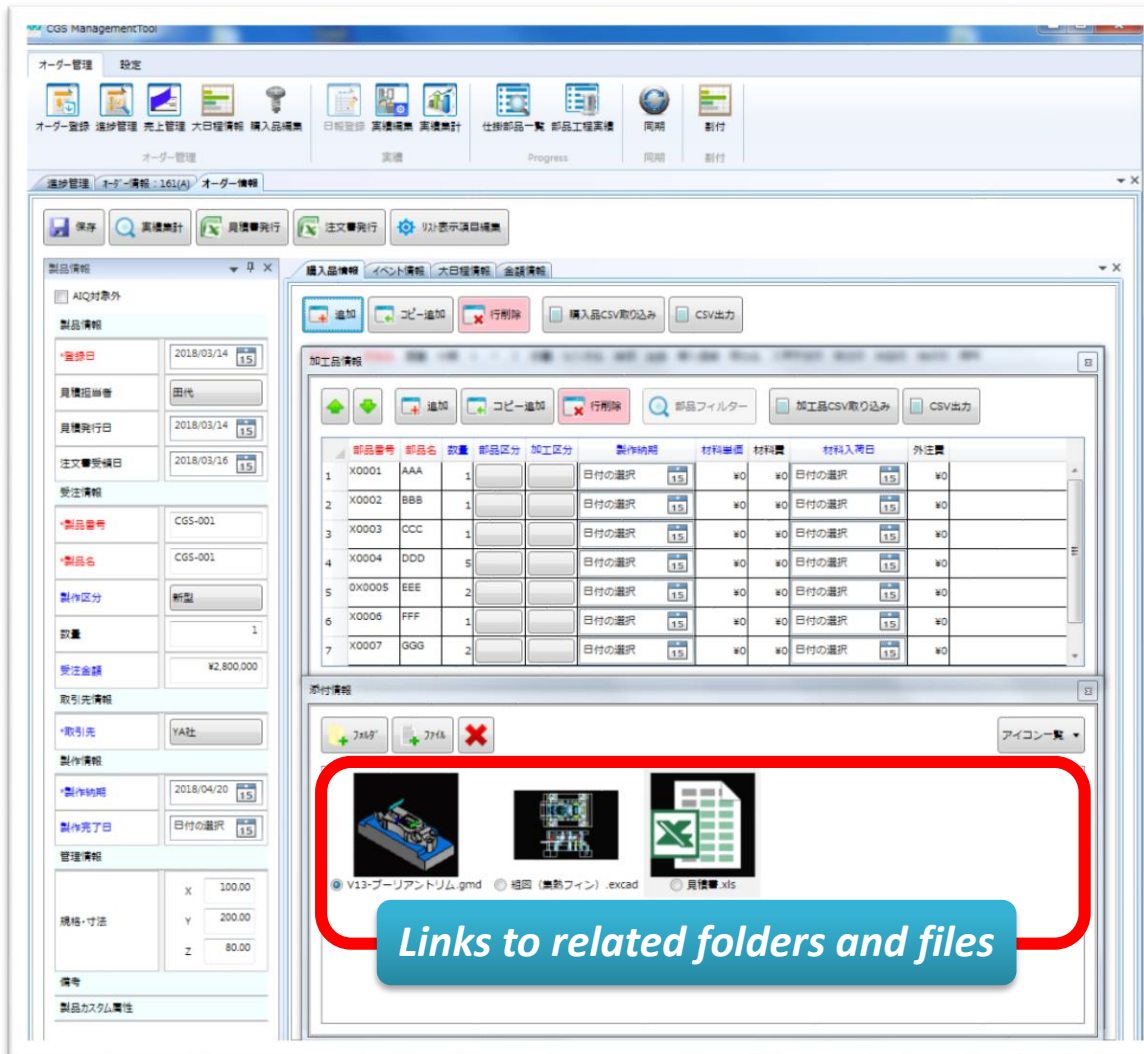 CGS ManagementTool
オーダー管理 設定
オーダー登録 進捗管理 売上管理 大日程情報 購入品編集 日報登録 実績編集 実績集計 仕掛部品一覧 部品工程実績 同期 割付
オーダー管理 実績 Progress 同期 割付
進捗管理 オーダー情報：161(A) オーダー情報
保存 実績集計 見積書発行 注文書発行 リスト表示項目編集
製品情報
AIQ対象外
製品情報
*登録日 2018/03/14 15
見積担当者 田代
見積発行日 2018/03/14 15
注文書受領日 2018/03/16 15
受注情報
*製品番号 CGS-001
*製品名 CGS-001
製作区分 新型
数量 1
受注金額 ¥2,800,000
取引先情報
*取引先 YA社
製作情報
*製作納期 2018/04/20 15
製作完了日 日付の選択 15
管理情報
規格・寸法
X 100.00
Y 200.00
Z 80.00
備考
製品カスタム属性
購入品情報 イベント情報 大日程情報 金額情報
追加 コピー追加 行削除 購入品CSV取り込み CSV出力
加工品情報
追加 コピー追加 行削除 部品フィルター 加工品CSV取り込み CSV出力
部品番号 部品名 数量 部品区分 加工区分 製作納期 材料単価 材料費 材料入荷日 外注費
1 X0001 AAA 1 日付の選択 15 ¥0 ¥0 日付の選択 15 ¥0
2 X0002 BBB 1 日付の選択 15 ¥0 ¥0 日付の選択 15 ¥0
3 X0003 CCC 1 日付の選択 15 ¥0 ¥0 日付の選択 15 ¥0
4 X0004 DDD 5 日付の選択 15 ¥0 ¥0 日付の選択 15 ¥0
5 0X0005 EEE 2 日付の選択 15 ¥0 ¥0 日付の選択 15 ¥0
6 X0006 FFF 1 日付の選択 15 ¥0 ¥0 日付の選択 15 ¥0
7 X0007 GGG 2 日付の選択 15 ¥0 ¥0 日付の選択 15 ¥0
添付情報
フォルダ ファイル アイコン一覧
V13-ブーリアントリム.gmd 組図（集熱フィン）.excad 見積書.xls
Links to related folders and files